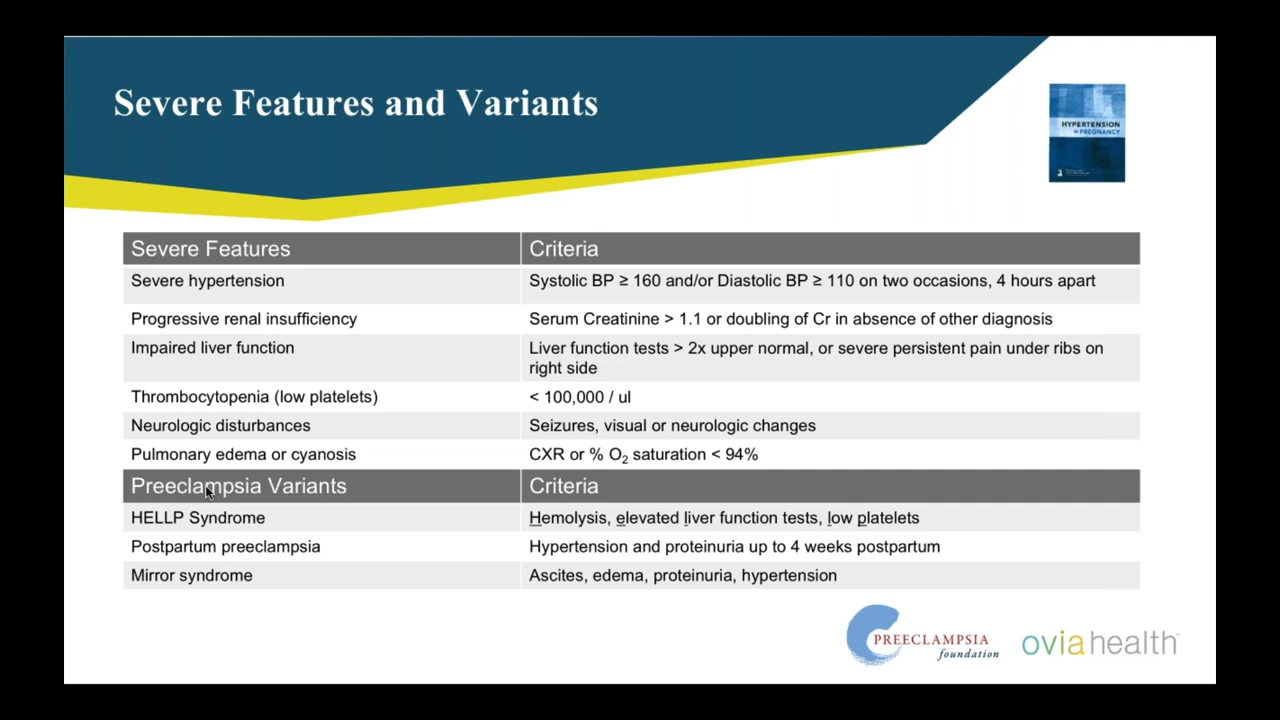 Severe Features and Variants
HYPERTENSION
IN PREGNANCY
Severe Features Criteria
Severe hypertension Systolic BP ≥ 160 and/or Diastolic BP ≥ 110 on two occasions, 4 hours apart
Progressive renal insufficiency Serum Creatinine > 1.1 or doubling of Cr in absence of other diagnosis
Impaired liver function Liver function tests > 2x upper normal, or severe persistent pain under ribs on
right side
Thrombocytopenia (low platelets) < 100,000 / ul
Neurologic disturbances Seizures, visual or neurologic changes
Pulmonary edema or cyanosis CXR or % O₂ saturation < 94%
Preeclampsia Variants Criteria
HELLP Syndrome Hemolysis, elevated liver function tests, low platelets
Postpartum preeclampsia Hypertension and proteinuria up to 4 weeks postpartum
Mirror syndrome Ascites, edema, proteinuria, hypertension
PREECLAMPSIA
foundation
ovia health